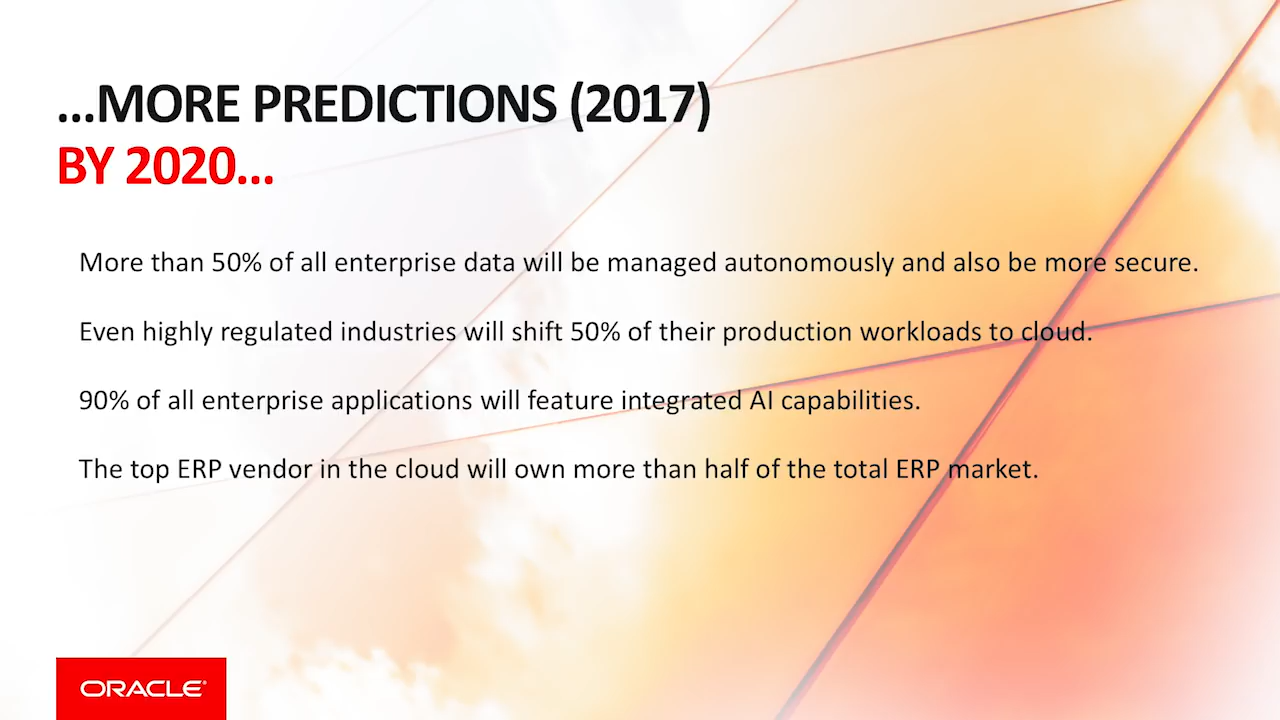 ...MORE PREDICTIONS (2017)
BY 2020...
More than 50% of all enterprise data will be managed autonomously and also be more secure.
Even highly regulated industries will shift 50% of their production workloads to cloud.
90% of all enterprise applications will feature integrated AI capabilities.
The top ERP vendor in the cloud will own more than half of the total ERP market.
ORACLE®